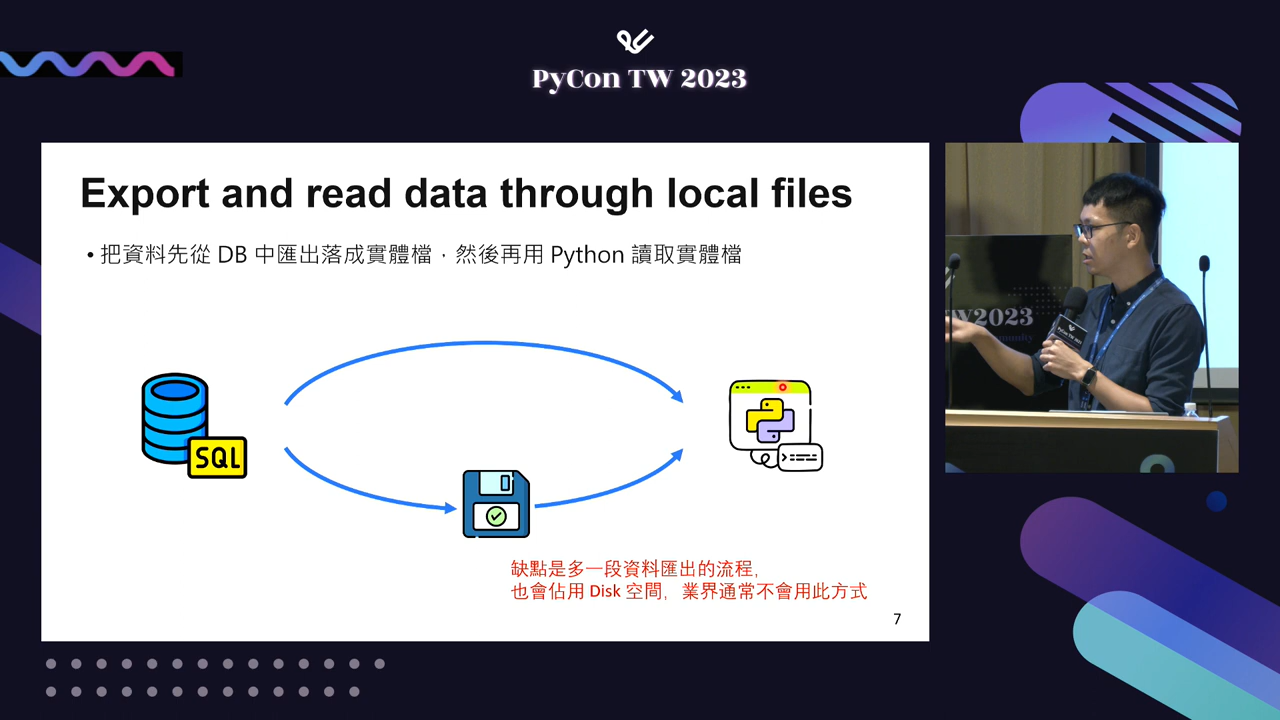 PyCon TW 2023
Export and read data through local files
• 把資料先從 DB 中匯出落成實體檔，然後再用 Python 讀取實體檔
SQL
缺點是多一段資料匯出的流程，
也會佔用 Disk 空間，業界通常不會用此方式
7
TW2023